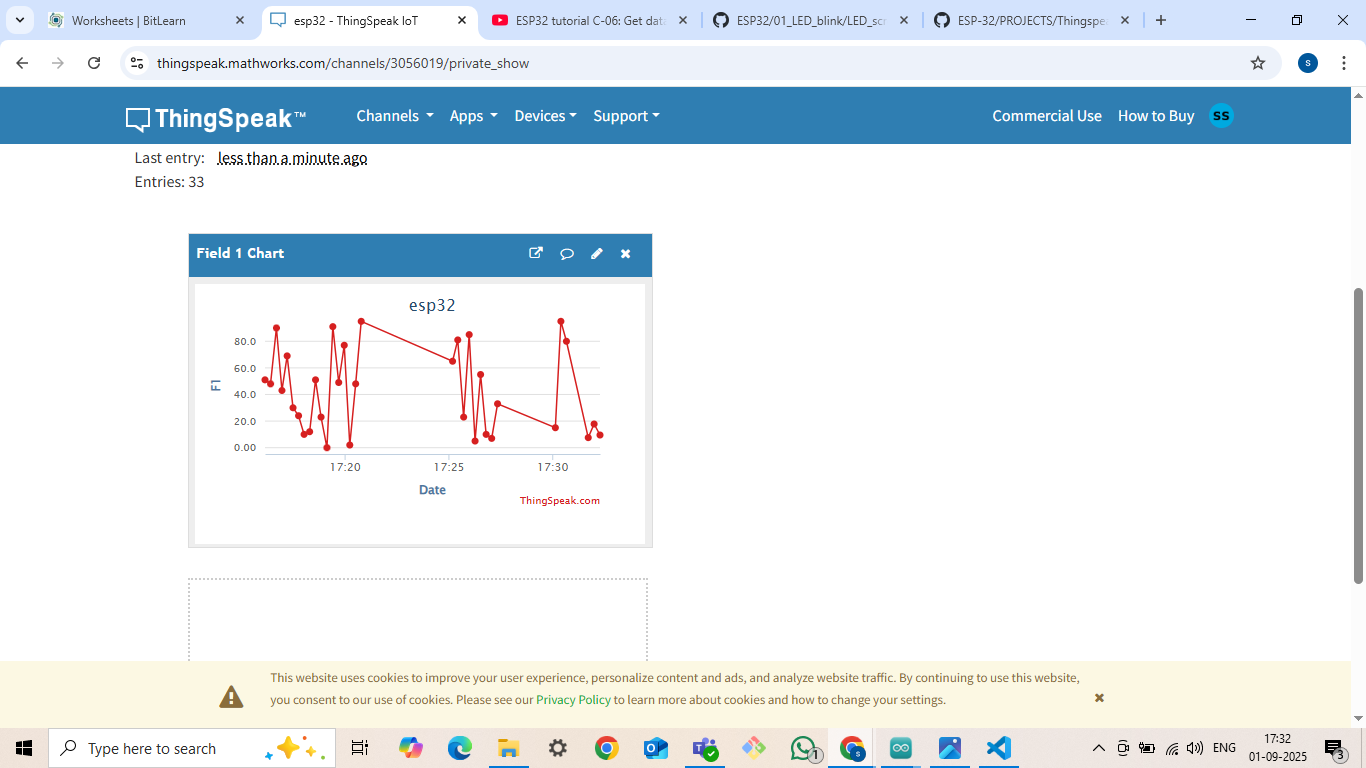 Worksheets | BitLearn
esp32 - ThingSpeak IoT
ESP32 tutorial C-06: Get data
ESP32/01_LED_blink/LED_scr
ESP-32/PROJECTS/Thingspea
thingspeak.mathworks.com/channels/3056019/private_show
S
ThingSpeak™
Channels
Apps
Devices
Support
Commercial Use
How to Buy
SS
Last entry: less than a minute ago
Entries: 33
Field 1 Chart
esp32
80.0
60.0
40.0
20.0
0.00
F1
17:20
17:25
17:30
Date
ThingSpeak.com
This website uses cookies to improve your user experience, personalize content and ads, and analyze website traffic. By continuing to use this website,
you consent to our use of cookies. Please see our Privacy Policy to learn more about cookies and how to change your settings.
Type here to search
1
S
ENG
17:32
01-09-2025
3